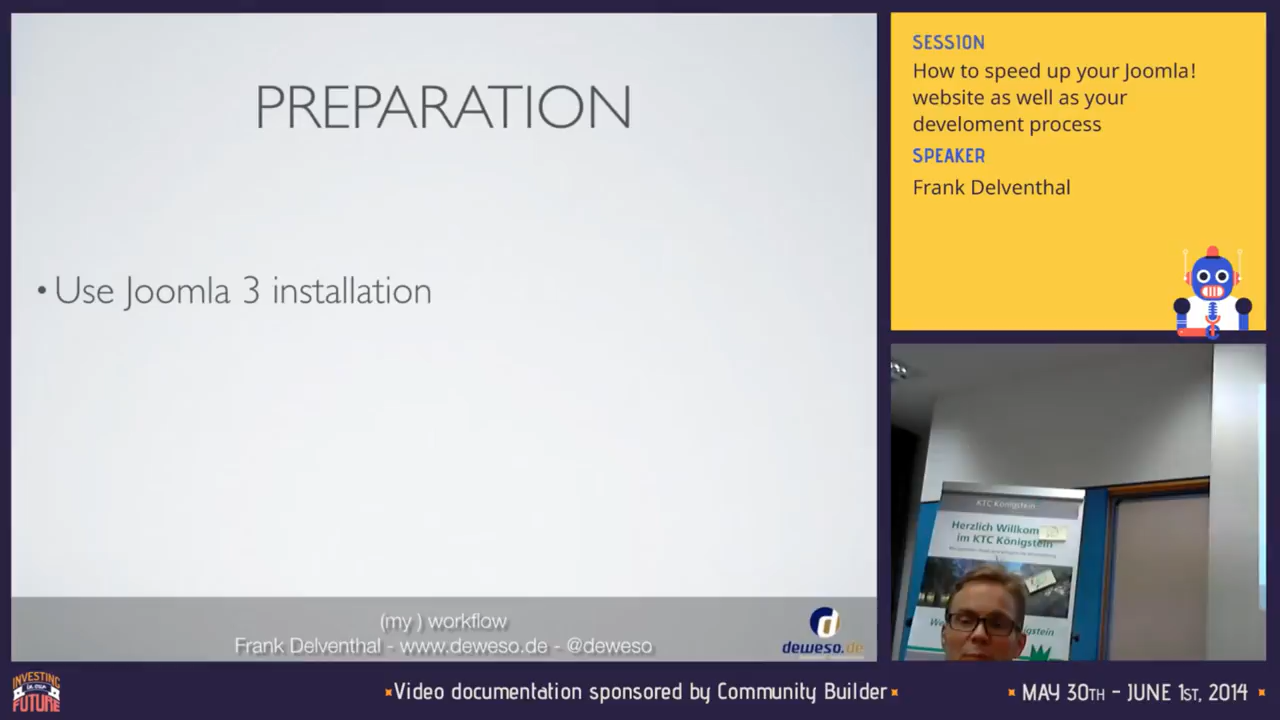 PREPARATION
• Use Joomla 3 installation
(my ) workflow
Frank Delventhal - www.deweso.de - @deweso
deweso.de
SESSION
How to speed up your Joomla!
website as well as your
develoment process
SPEAKER
Frank Delventhal
KTC Königstein
Herzlich Willkom
im KTC Königstein
INVESTING
IN OUR
FUTURE
Video documentation sponsored by Community Builder
MAY 30TH - JUNE 1ST, 2014